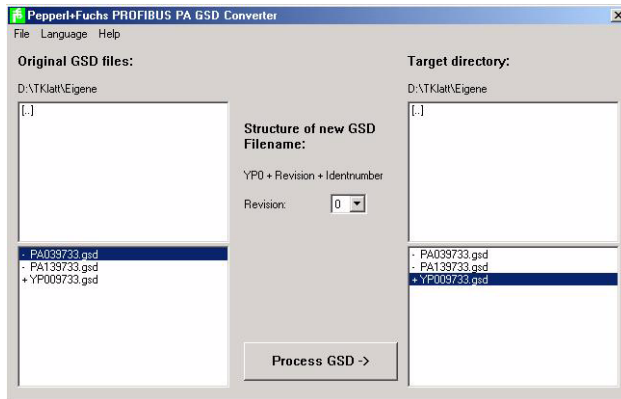 Pepperl+Fuchs PROFIBUS PA GSD Converter
File Language Help
Original GSD files:
D:\TKlatt\Eigene
[..]
- PA039733.gsd
- PA139733.gsd
+ YP009733.gsd
Structure of new GSD
Filename:
YP0 + Revision + Identnumber
Revision: 0
Process GSD ->
Target directory:
D:\TKlatt\Eigene
[..]
- PA039733.gsd
- PA139733.gsd
+ YP009733.gsd